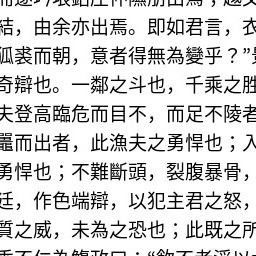 結，由余亦出焉。即如君言，衣
狐裘而朝，意者得無為變乎？”
奇辯也。一鄰之斗也，千乘之勝
夫登高臨危而目不，而足不陵者
黿而出者，此漁夫之勇悍也；入
勇悍也；不難斷頭，裂腹暴骨，
廷，作色端辯，以犯主君之怒，
質之威，未為之恐也；此既之所